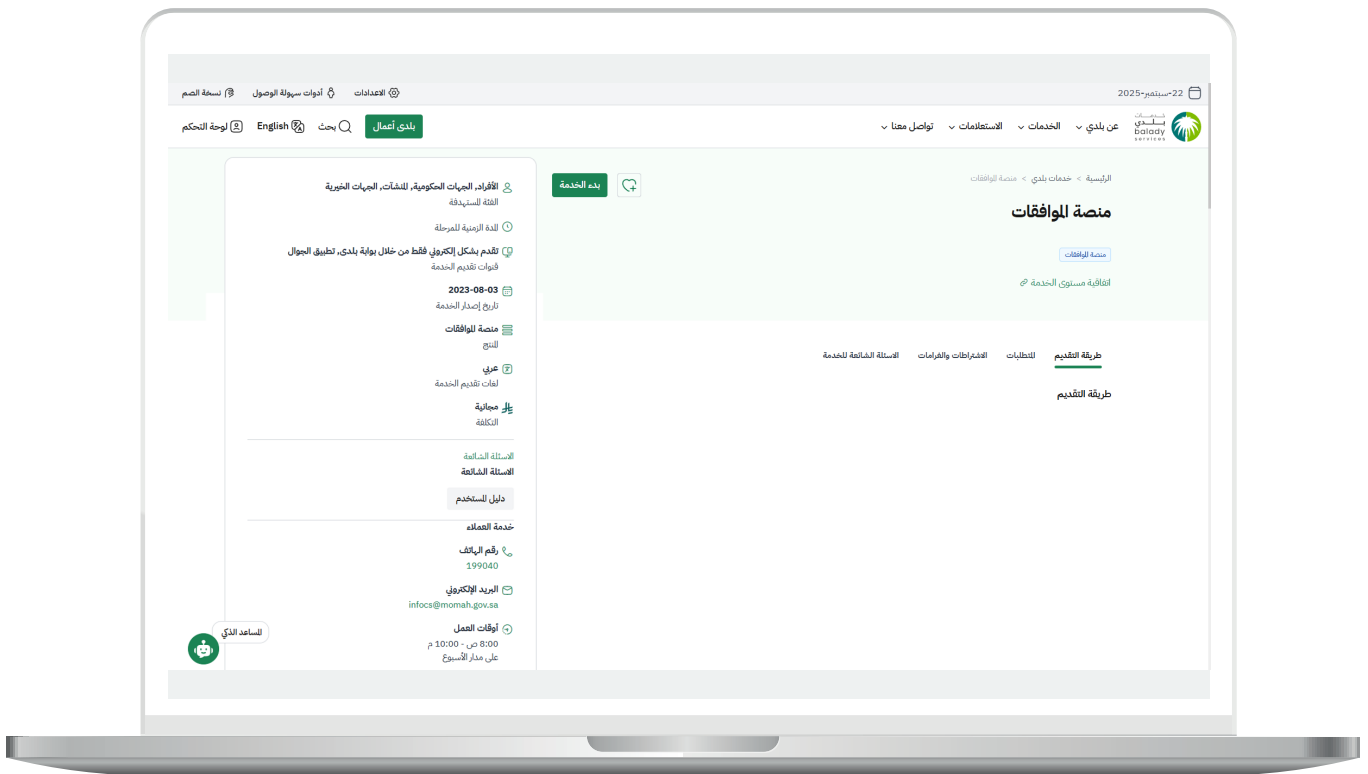 22-سبتمبر-2025
الاعدادات
أدوات سهولة الوصول
نسخة الصم
خدمات
بلدي
balady
services
عن بلدي
الخدمات
الاستعلامات
تواصل معنا
بلدي أعمال
بحث
English
لوحة التحكم
الرئيسية > خدمات بلدي > منصة الموافقات
منصة الموافقات
بدء الخدمة
منصة الموافقات
اتفاقية مستوى الخدمة
طريقة التقديم
المتطلبات
الاشتراطات والغرامات
الاسئلة الشائعة للخدمة
طريقة التقديم
الأفراد, الجهات الحكومية, المنشآت, الجهات الخيرية
الفئة المستهدفة
المدة الزمنية للمرحلة
تقدم بشكل إلكتروني فقط من خلال بوابة بلدي, تطبيق الجوال
قنوات تقديم الخدمة
2023-08-03
تاريخ إصدار الخدمة
منصة الموافقات
المنتج
عربي
لغات تقديم الخدمة
مجانية
التكلفة
الاسئلة الشائعة
الاسئلة الشائعة
دليل المستخدم
خدمة العملاء
رقم الهاتف
199040
البريد الإلكتروني
infocs@momah.gov.sa
أوقات العمل
8:00 ص - 10:00 م
على مدار الأسبوع
المساعد الذكي